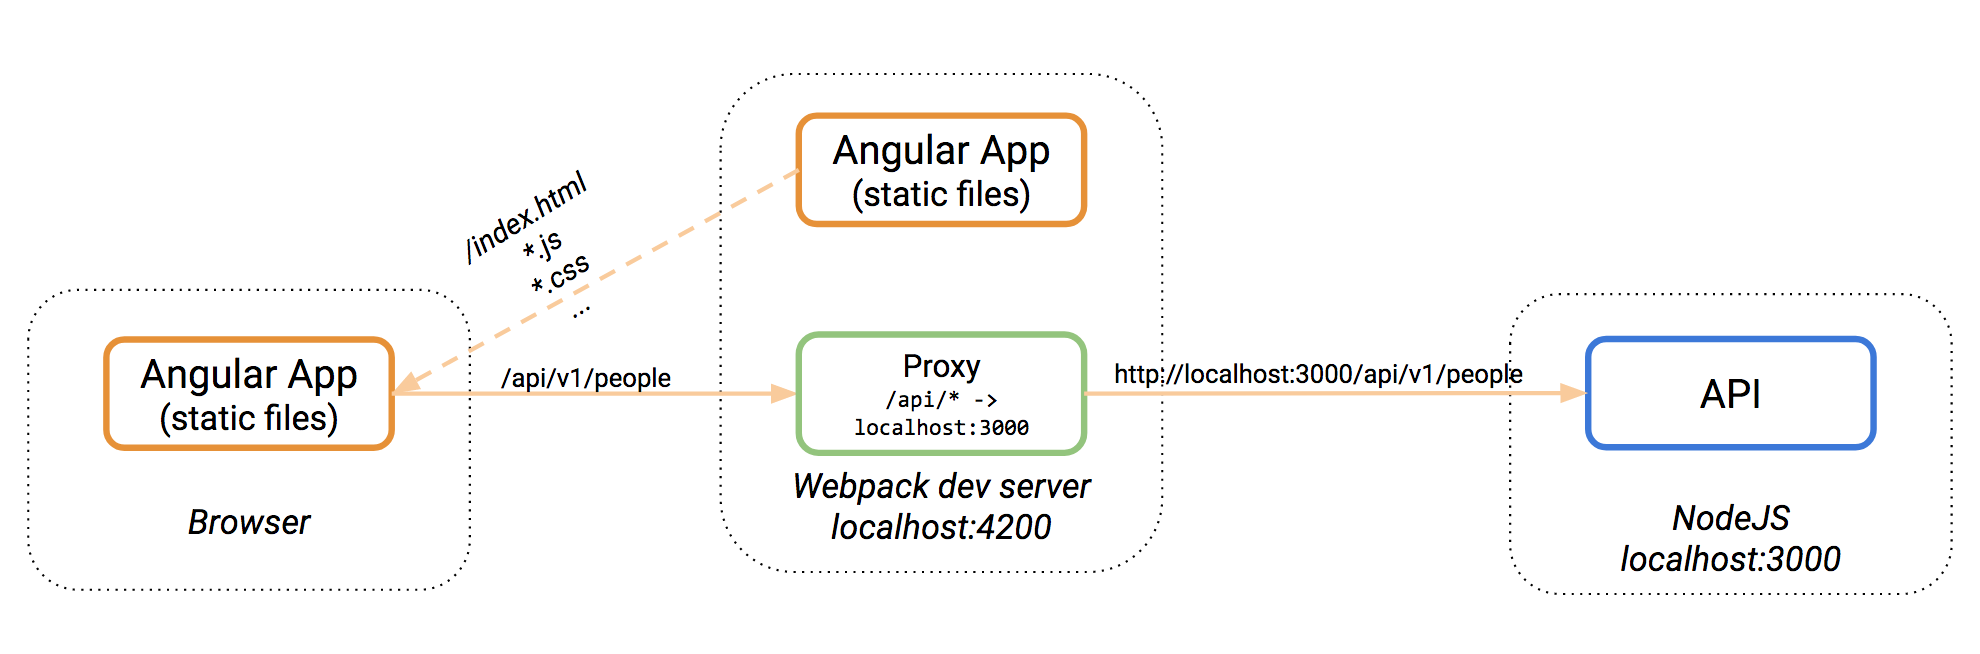 Angular App
(static files)
/index.html
*.js
*.css
...
Angular App
(static files)
Browser
/api/v1/people
Proxy
/api/* ->
localhost:3000
Webpack dev server
localhost:4200
http://localhost:3000/api/v1/people
API
NodeJS
localhost:3000